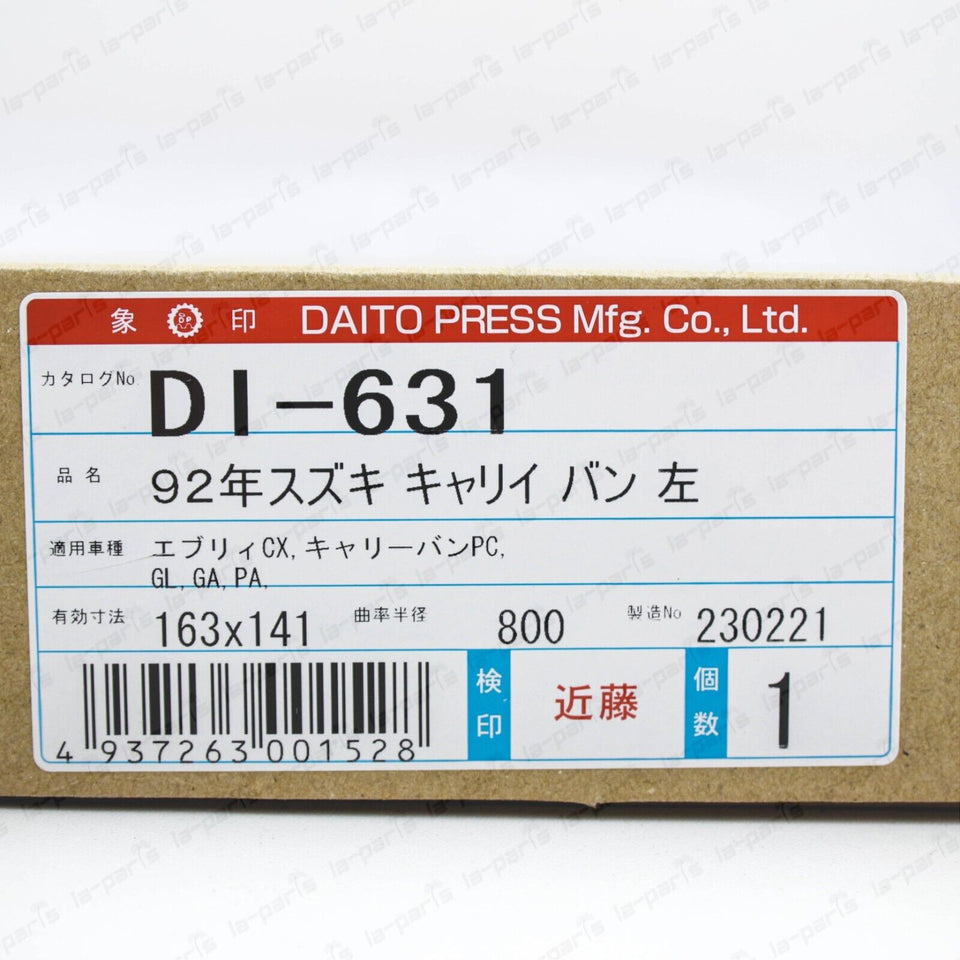 象 印 DAITO PRESS Mfg. Co., Ltd.
カタログNo DI-631
品名 92年スズキ キャリイ バン 左
適用車種 エブリィCX,キャリーバンPC,
GL,GA,PA,
有効寸法 163x141 曲率半径 800 製造No 230221
4 937263 001528
検印 近藤 個数 1
la-parts